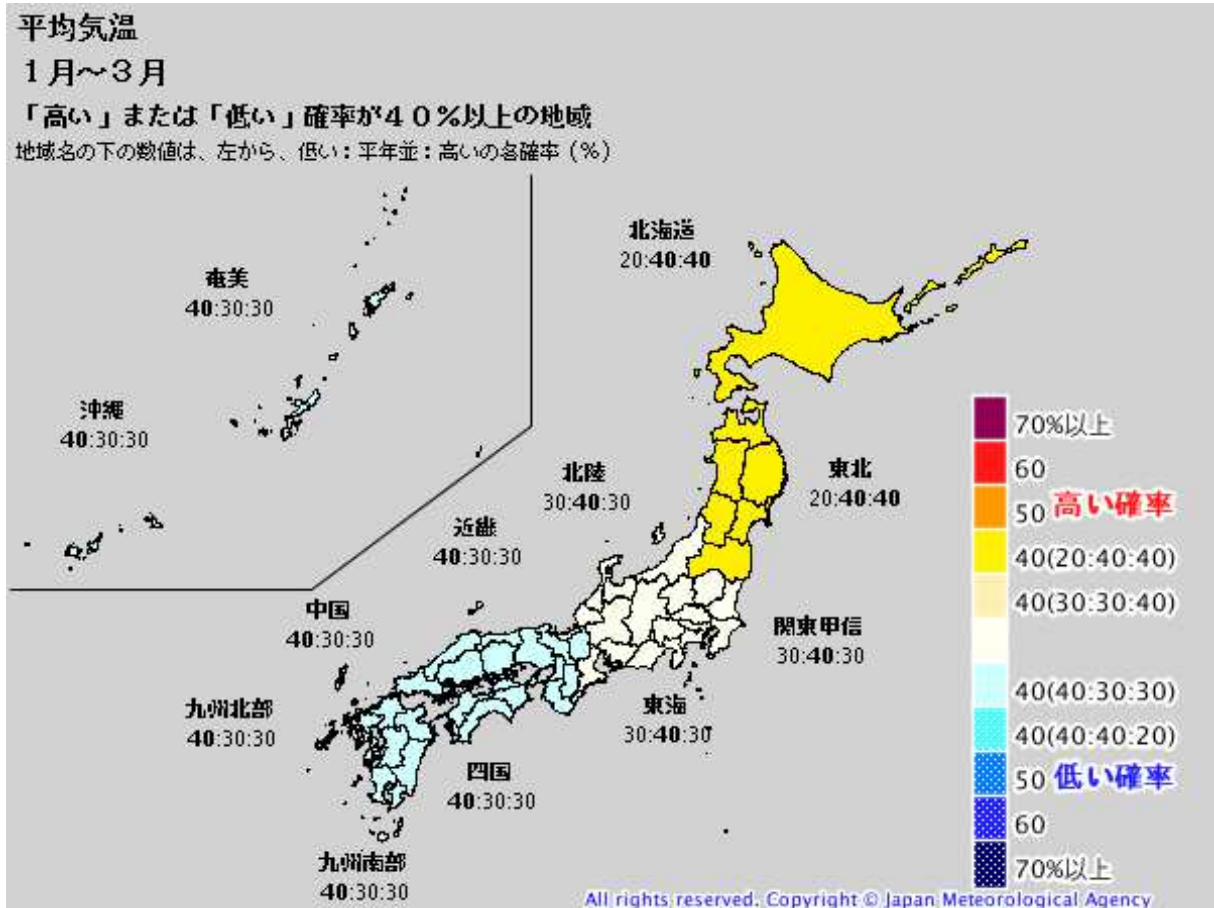 平均気温
1月～3月
「高い」または「低い」確率が40%以上の地域
地域名の下の数値は、左から、低い：平年並：高いの各確率（%）
北海道
20:40:40
奄美
40:30:30
沖縄
40:30:30
北陸
30:40:30
東北
20:40:40
近畿
40:30:30
中国
40:30:30
関東甲信
30:40:30
九州北部
40:30:30
東海
30:40:30
四国
40:30:30
九州南部
40:30:30
70%以上
60
50 高い確率
40(20:40:40)
40(30:30:40)
40(40:30:30)
40(40:40:20)
50 低い確率
60
70%以上
All rights reserved. Copyright © Japan Meteorological Agency